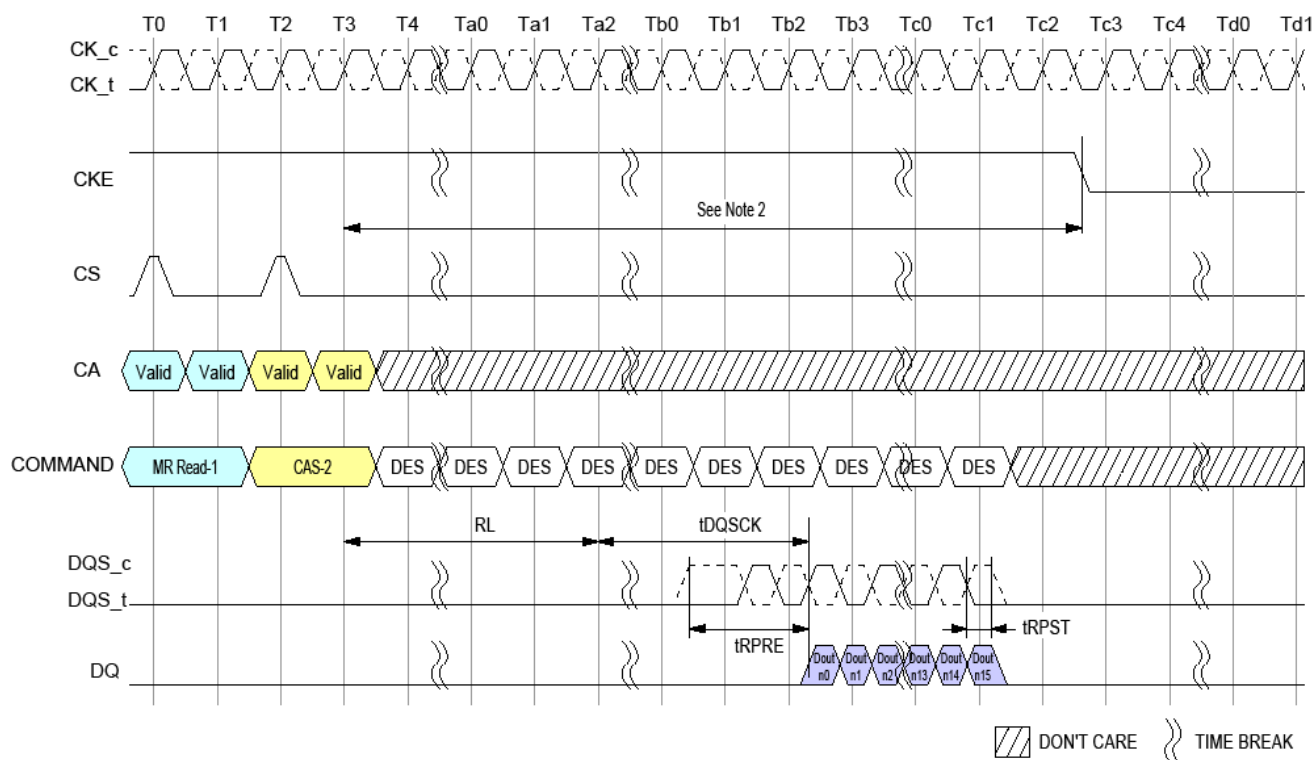 T0 T1 T2 T3 T4 Ta0 Ta1 Ta2 Tb0 Tb1 Tb2 Tb3 Tc0 Tc1 Tc2 Tc3 Tc4 Td0 Td1
CK_c
CK_t
CKE
See Note 2
CS
CA Valid Valid Valid Valid
COMMAND MR Read-1 CAS-2 DES DES DES DES DES DES DES DES DES DES
RL tDQSCK
DQS_c
DQS_t
tRPRE tRPST
DQ Dout n0 Dout n1 Dout n2 Dout n13 Dout n14 Dout n15
DON'T CARE TIME BREAK